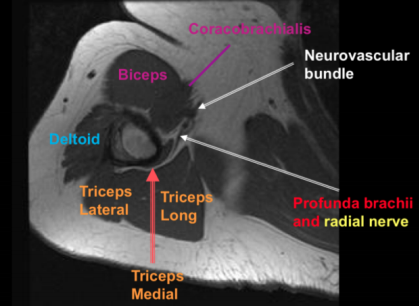 Coracobrachialis
Neurovascular
bundle
Biceps
Deltoid
Triceps
Lateral
Triceps
Long
Profunda brachii
and radial nerve
Triceps
Medial